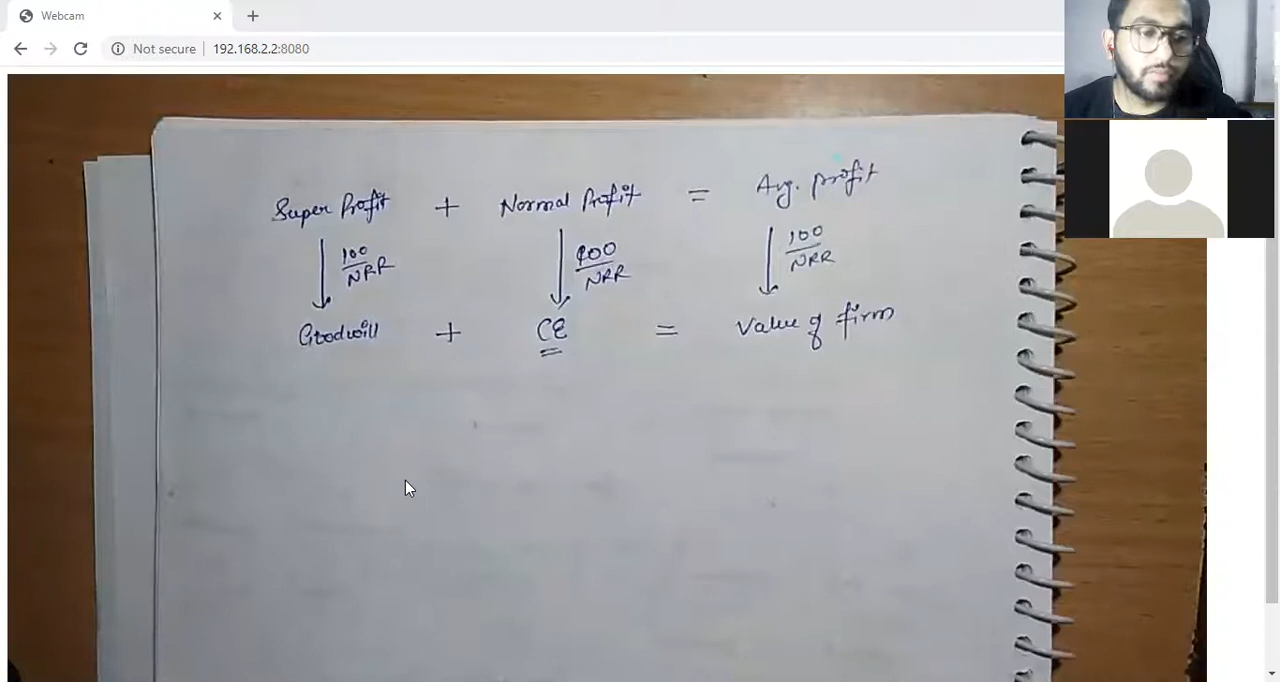 Webcam
Not secure 192.168.2.2:8080
Super Profit + Normal Profit = Avg. profit
100/NRR 100/NRR 100/NRR
Goodwill + CE = Value of firm